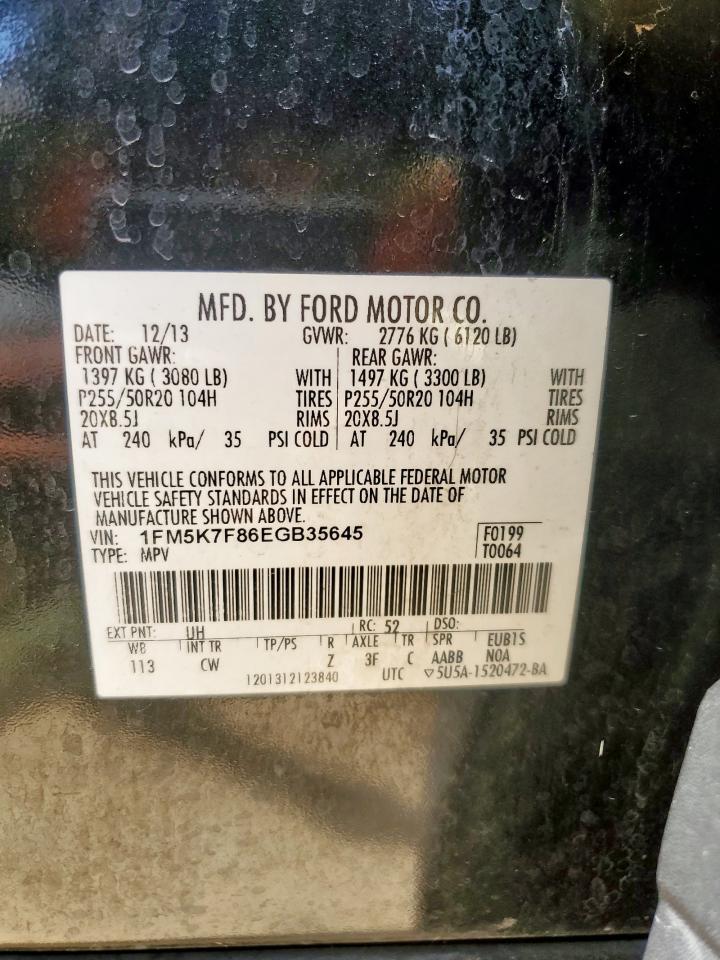 MFD. BY FORD MOTOR CO.
DATE: 12/13 GVWR: 2776 KG ( 6120 LB)
FRONT GAWR: REAR GAWR:
1397 KG ( 3080 LB) WITH 1497 KG ( 3300 LB) WITH
P255/50R20 104H TIRES P255/50R20 104H TIRES
20X8.5J RIMS 20X8.5J RIMS
AT 240 kPa/ 35 PSI COLD AT 240 kPa/ 35 PSI COLD
THIS VEHICLE CONFORMS TO ALL APPLICABLE FEDERAL MOTOR
VEHICLE SAFETY STANDARDS IN EFFECT ON THE DATE OF
MANUFACTURE SHOWN ABOVE.
VIN: 1FM5K7F86EGB35645 F0199
TYPE: MPV T0064
EXT PNT: UH RC: 52 DSO:
WB INT TR TP/PS R AXLE TR SPR EUB1S
113 CW Z 3F C AABB NOA
1201312123840 UTC ▽5U5A-1520472-BA